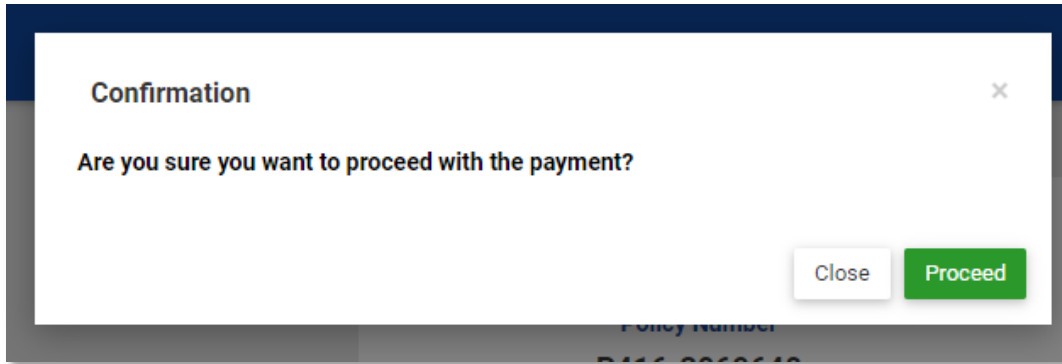 Confirmation
×
Are you sure you want to proceed with the payment?
Close Proceed
Policy Number